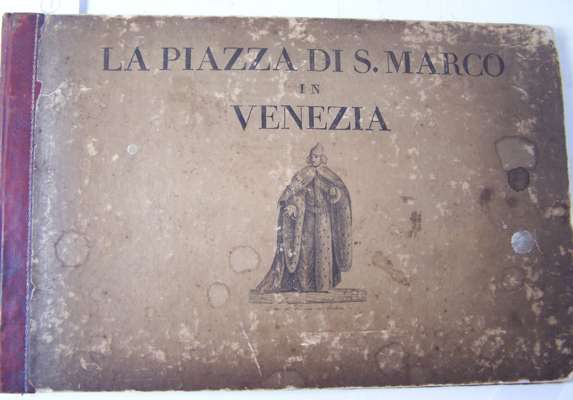 LA PIAZZA DI S. MARCO
IN
VENEZIA